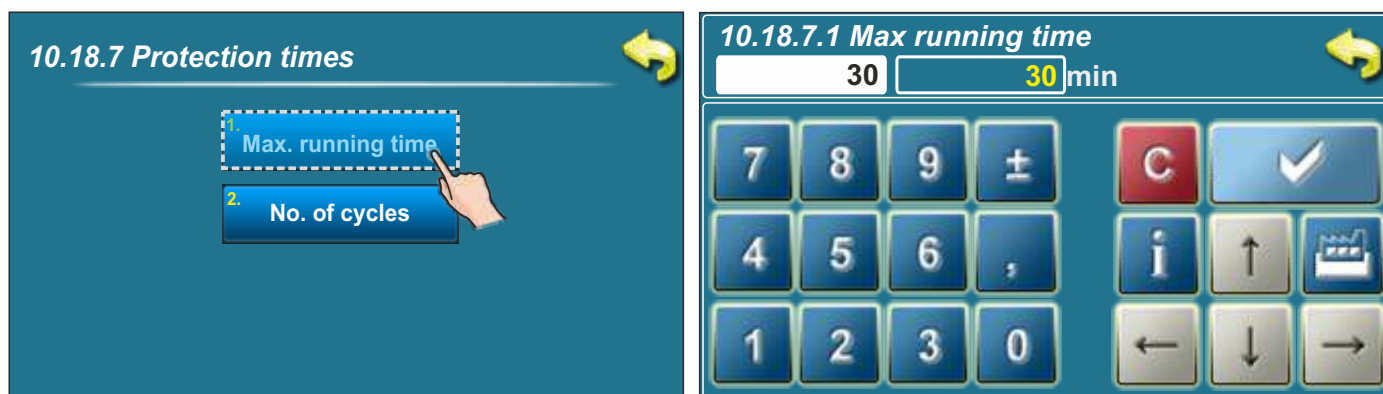 10.18.7 Protection times
1.
Max. running time
2.
No. of cycles
10.18.7.1 Max running time
30 30 min
7 8 9 ± C
4 5 6 , i ↑
1 2 3 0 ← ↓ →